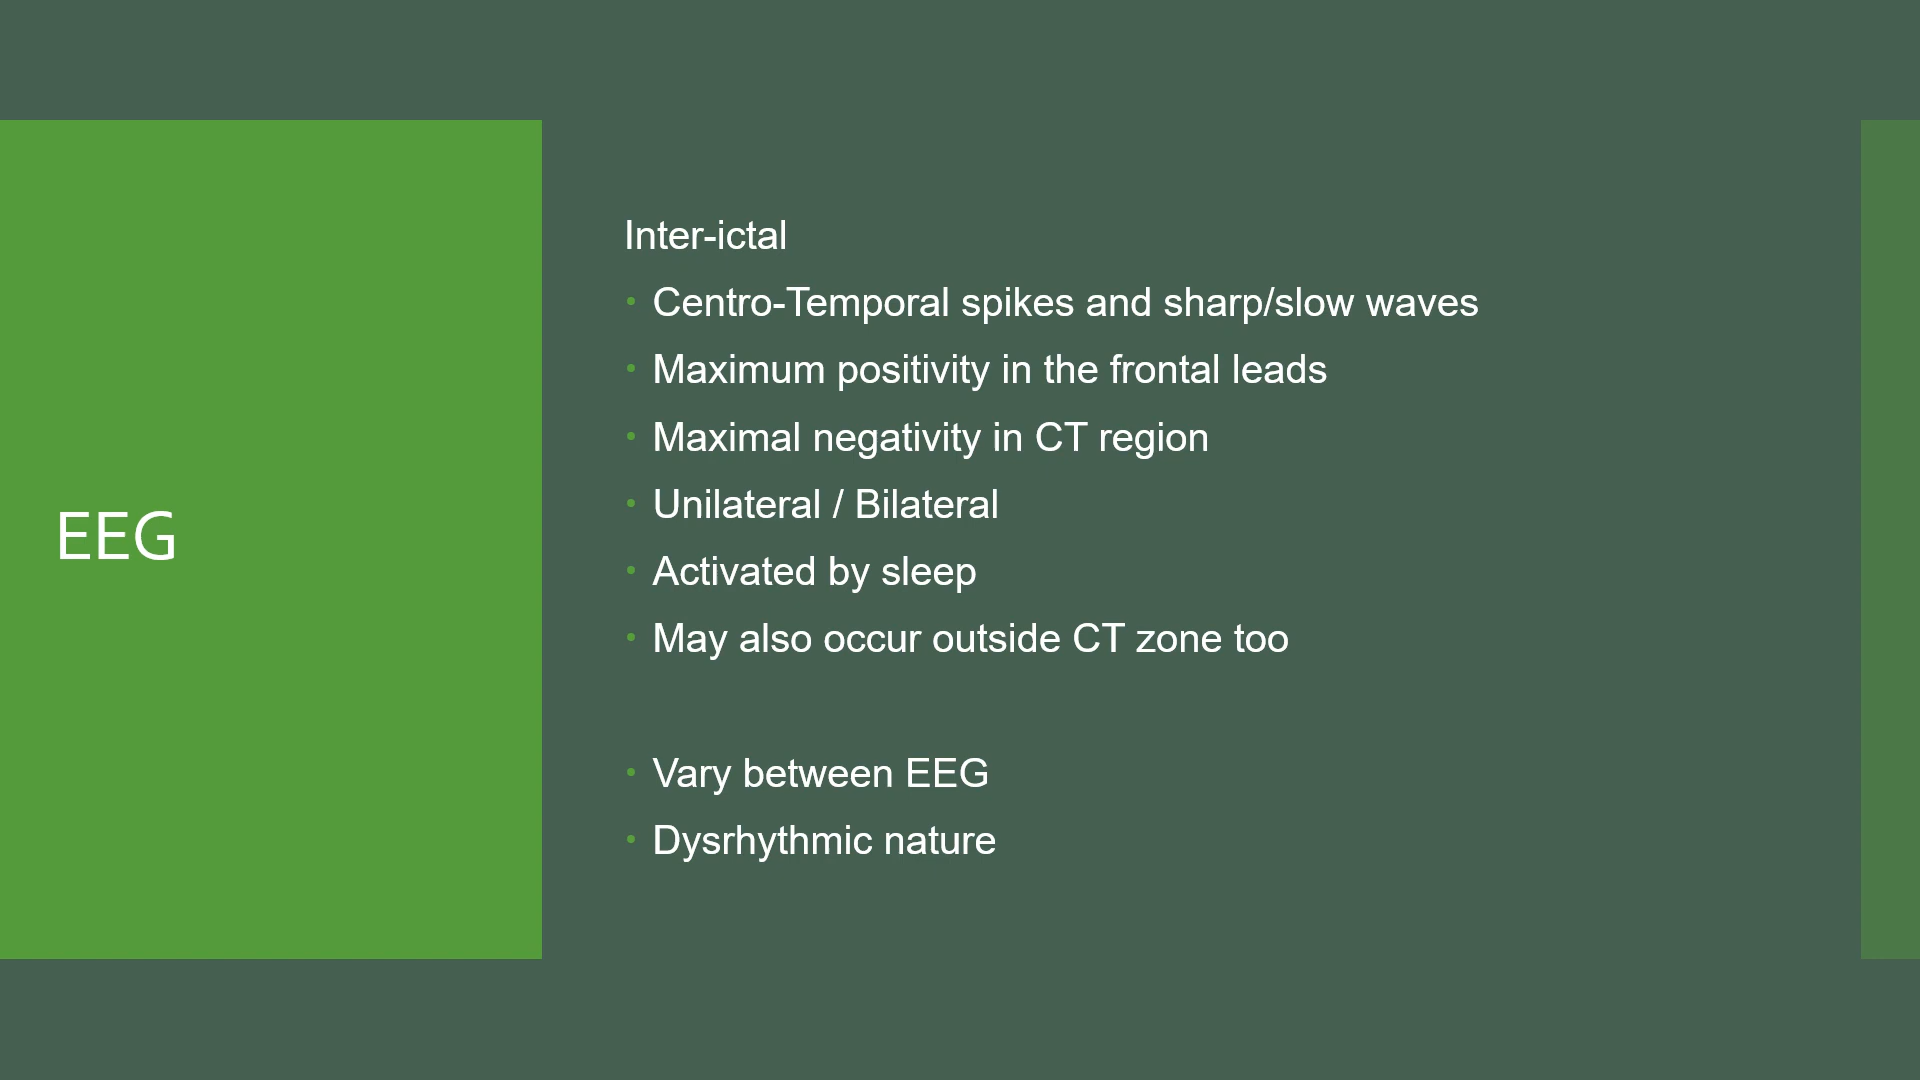 EEG
Inter-ictal
• Centro-Temporal spikes and sharp/slow waves
• Maximum positivity in the frontal leads
• Maximal negativity in CT region
• Unilateral / Bilateral
• Activated by sleep
• May also occur outside CT zone too
• Vary between EEG
• Dysrhythmic nature